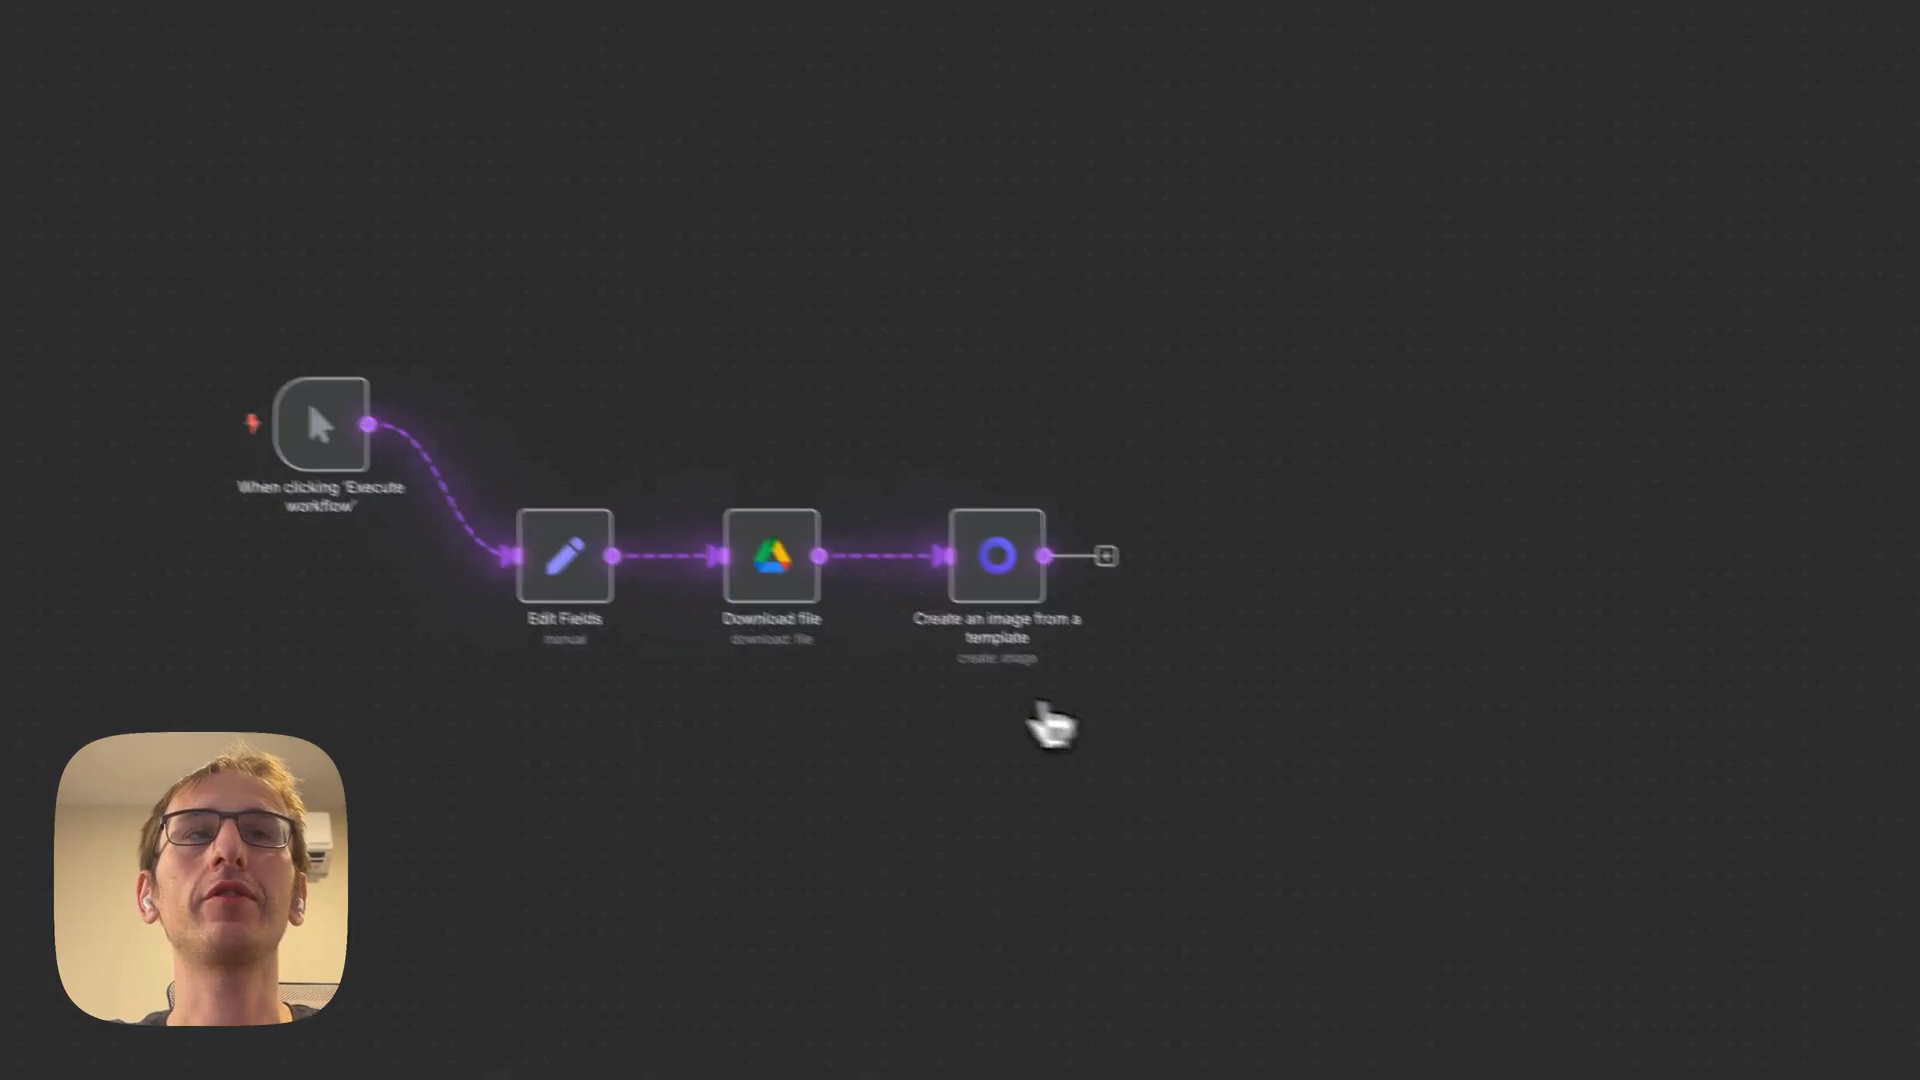 When clicking 'Execute
workflow'
Edit Fields
manual
Download file
download: file
Create an image from a
template
create: image